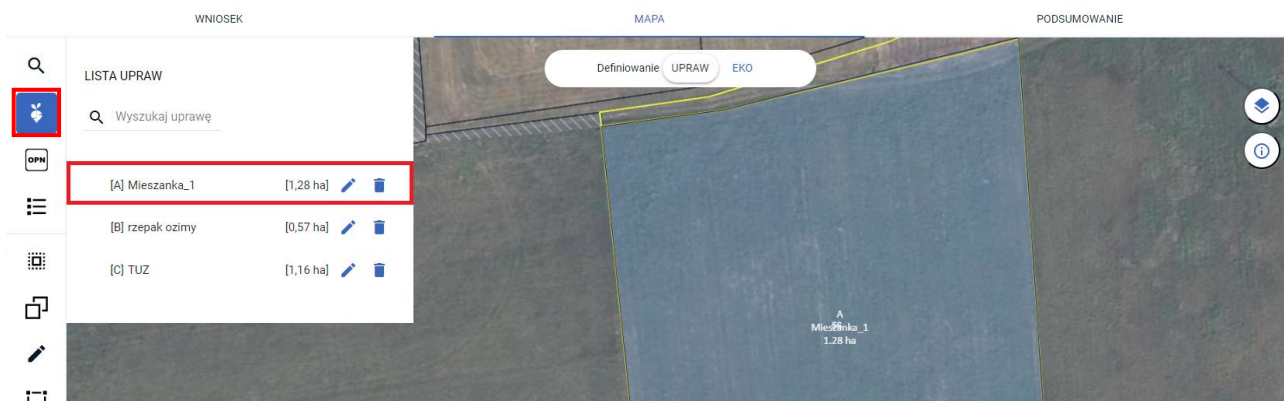 WNIOSEK
MAPA
PODSUMOWANIE
LISTA UPRAW
Definiowanie UPRAW EKO
Wyszukaj uprawę
OPN
[A] Mieszanka_1 [1,28 ha]
[B] rzepak ozimy [0,57 ha]
[C] TUZ [1,16 ha]
A
Mieszanka_1
1.28 ha